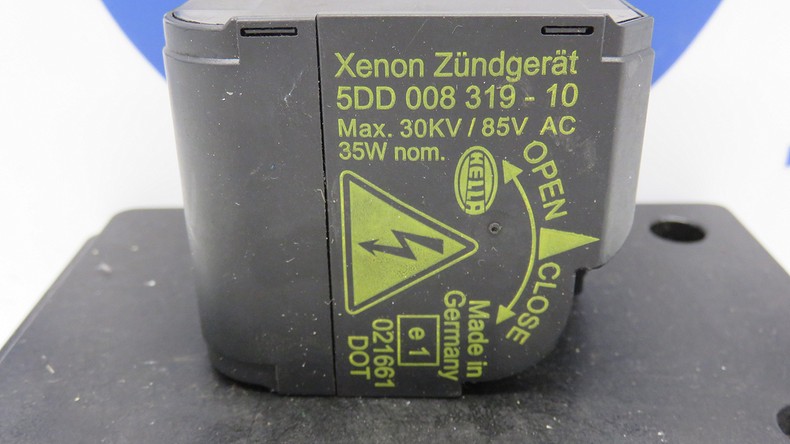 Xenon Zündgerät
5DD 008 319 - 10
Max. 30KV / 85V AC
35W nom.
HELLA
OPEN
CLOSE
Made in
Germany
e 1
021661
DOT